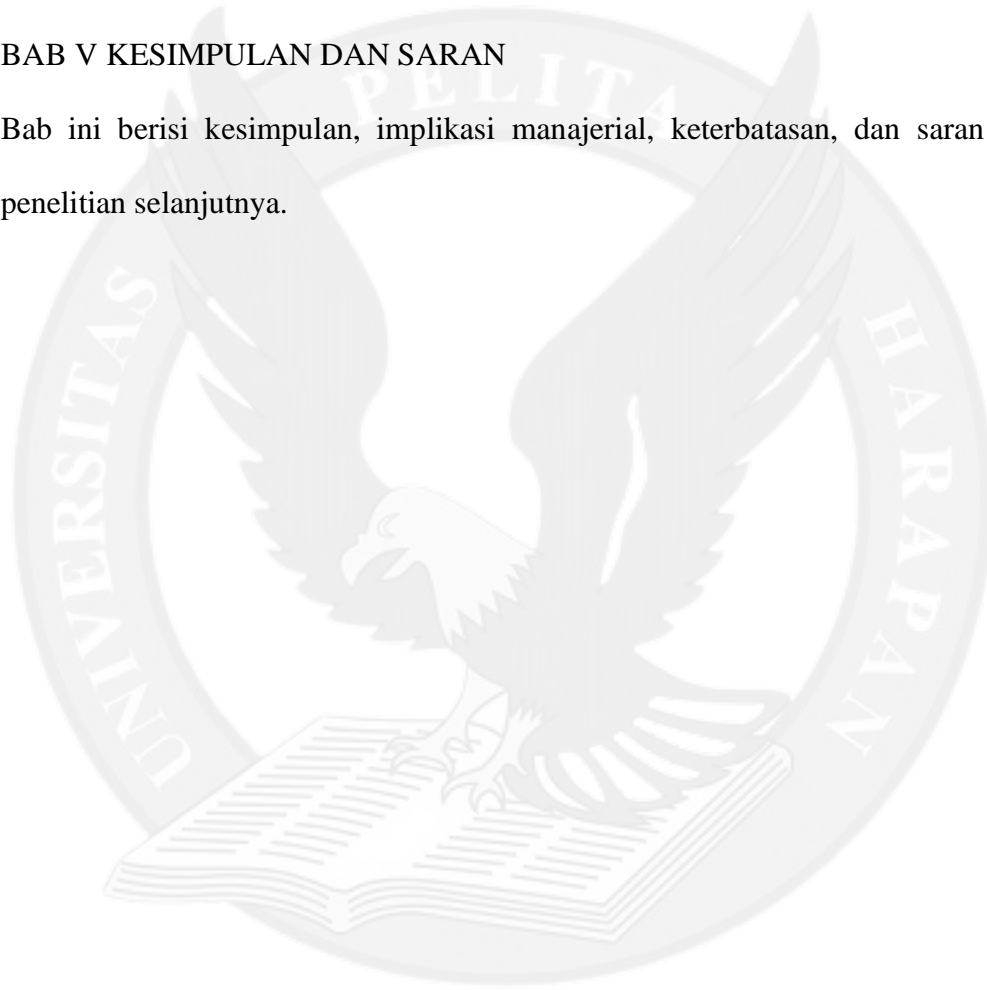 BAB V KESIMPULAN DAN SARAN
Bab ini berisi kesimpulan, implikasi manajerial, keterbatasan, dan saran
penelitian selanjutnya.
UNIVERSITAS PELITA HARAPAN